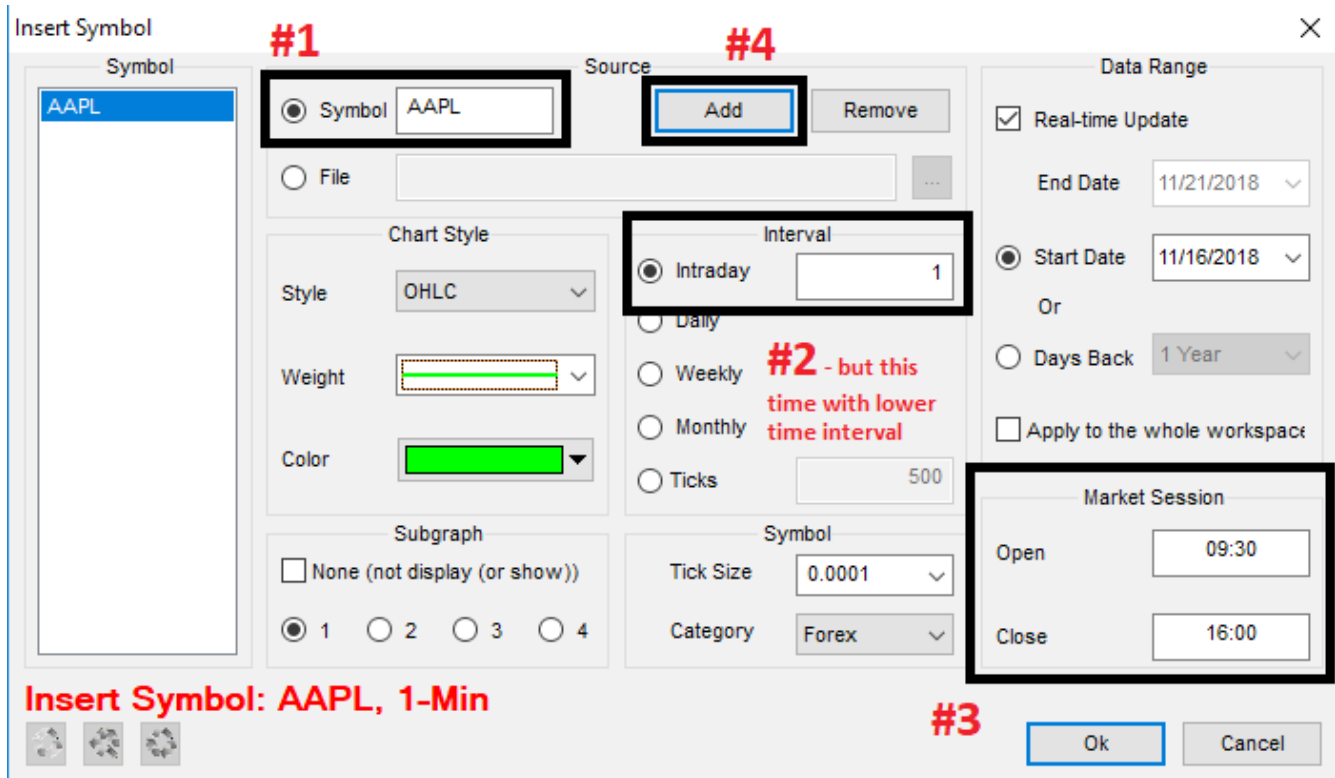 Insert Symbol
#1
#4
Symbol
AAPL
Source
Symbol AAPL
Add Remove
File ...
Chart Style
Style OHLC
Weight
Color
Interval
Intraday 1
Daily
Weekly
Monthly
Ticks 500
#2 - but this
time with lower
time interval
Data Range
Real-time Update
End Date 11/21/2018
Start Date 11/16/2018
Or
Days Back 1 Year
Apply to the whole workspace
Subgraph
None (not display (or show))
1 2 3 4
Symbol
Tick Size 0.0001
Category Forex
Market Session
Open 09:30
Close 16:00
Insert Symbol: AAPL, 1-Min
#3
Ok Cancel